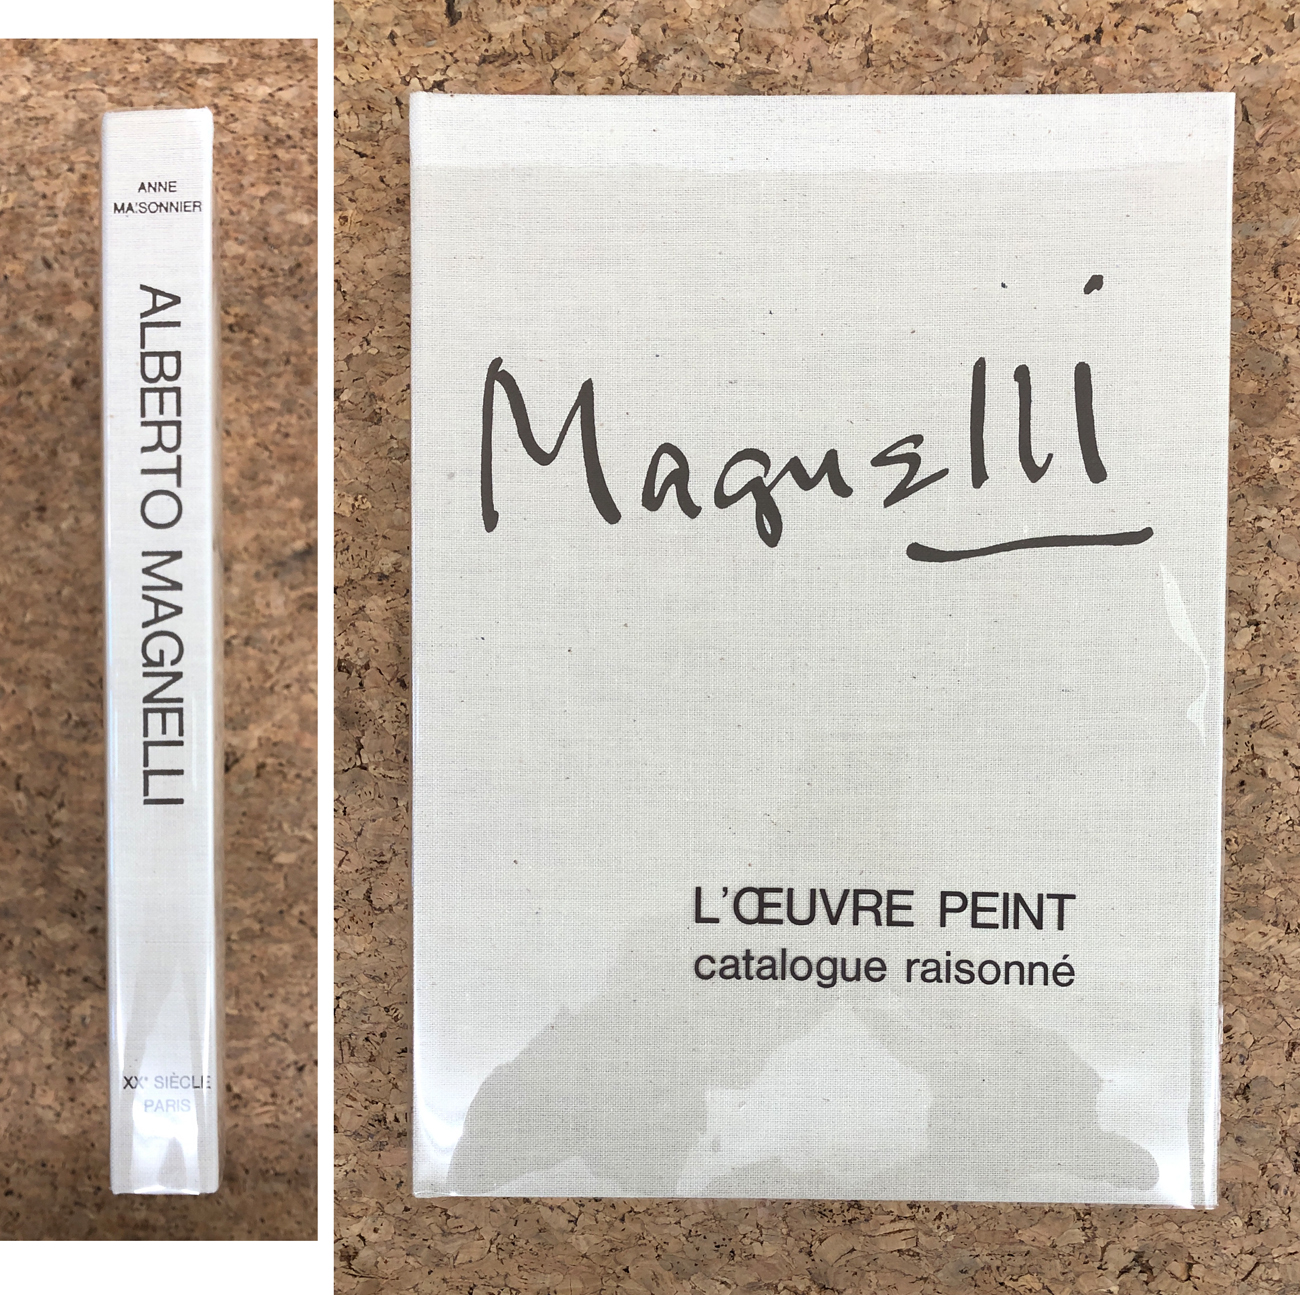 ANNE
MAISONNIER
ALBERTO MAGNELLI
XXᵉ SIÈCLE
PARIS
Magnelli
L'ŒUVRE PEINT
catalogue raisonné